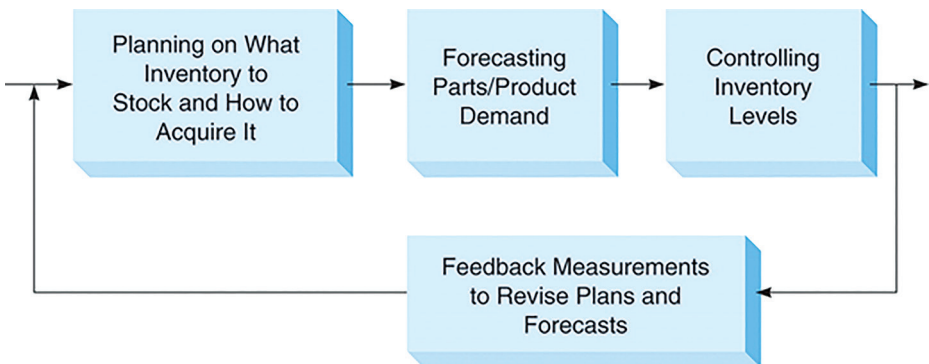 Planning on What
Inventory to
Stock and How to
Acquire It
Forecasting
Parts/Product
Demand
Controlling
Inventory
Levels
Feedback Measurements
to Revise Plans and
Forecasts